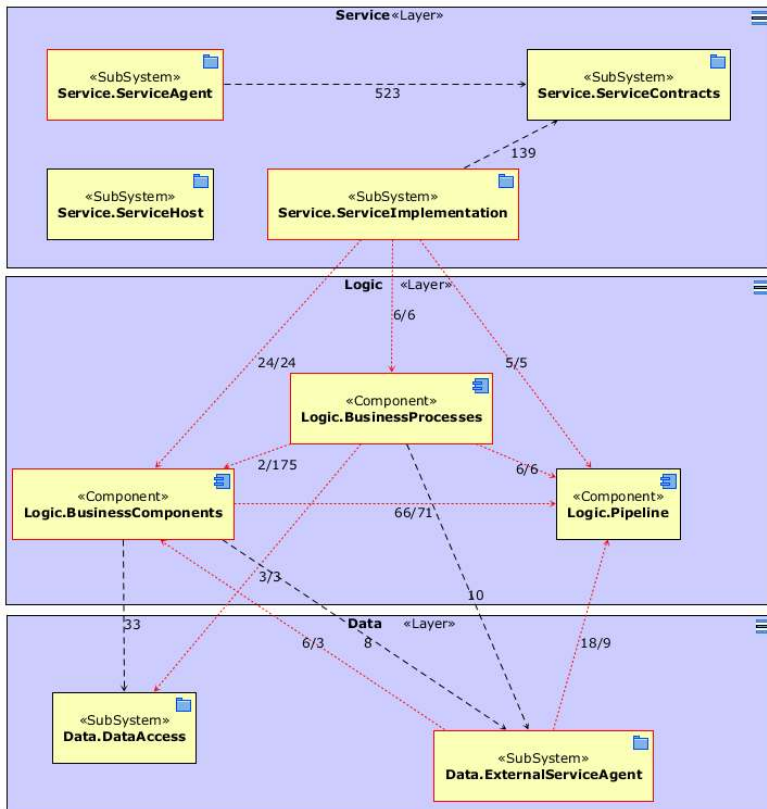 Service «Layer»
«SubSystem»
Service.ServiceAgent
«SubSystem»
Service.ServiceContracts
523
139
«SubSystem»
Service.ServiceHost
«SubSystem»
Service.ServiceImplementation
Logic «Layer»
6/6
24/24
5/5
«Component»
Logic.BusinessProcesses
2/175
6/6
«Component»
Logic.BusinessComponents
«Component»
Logic.Pipeline
66/71
3/3
10
33
Data «Layer»
6/3
8
18/9
«SubSystem»
Data.DataAccess
«SubSystem»
Data.ExternalServiceAgent